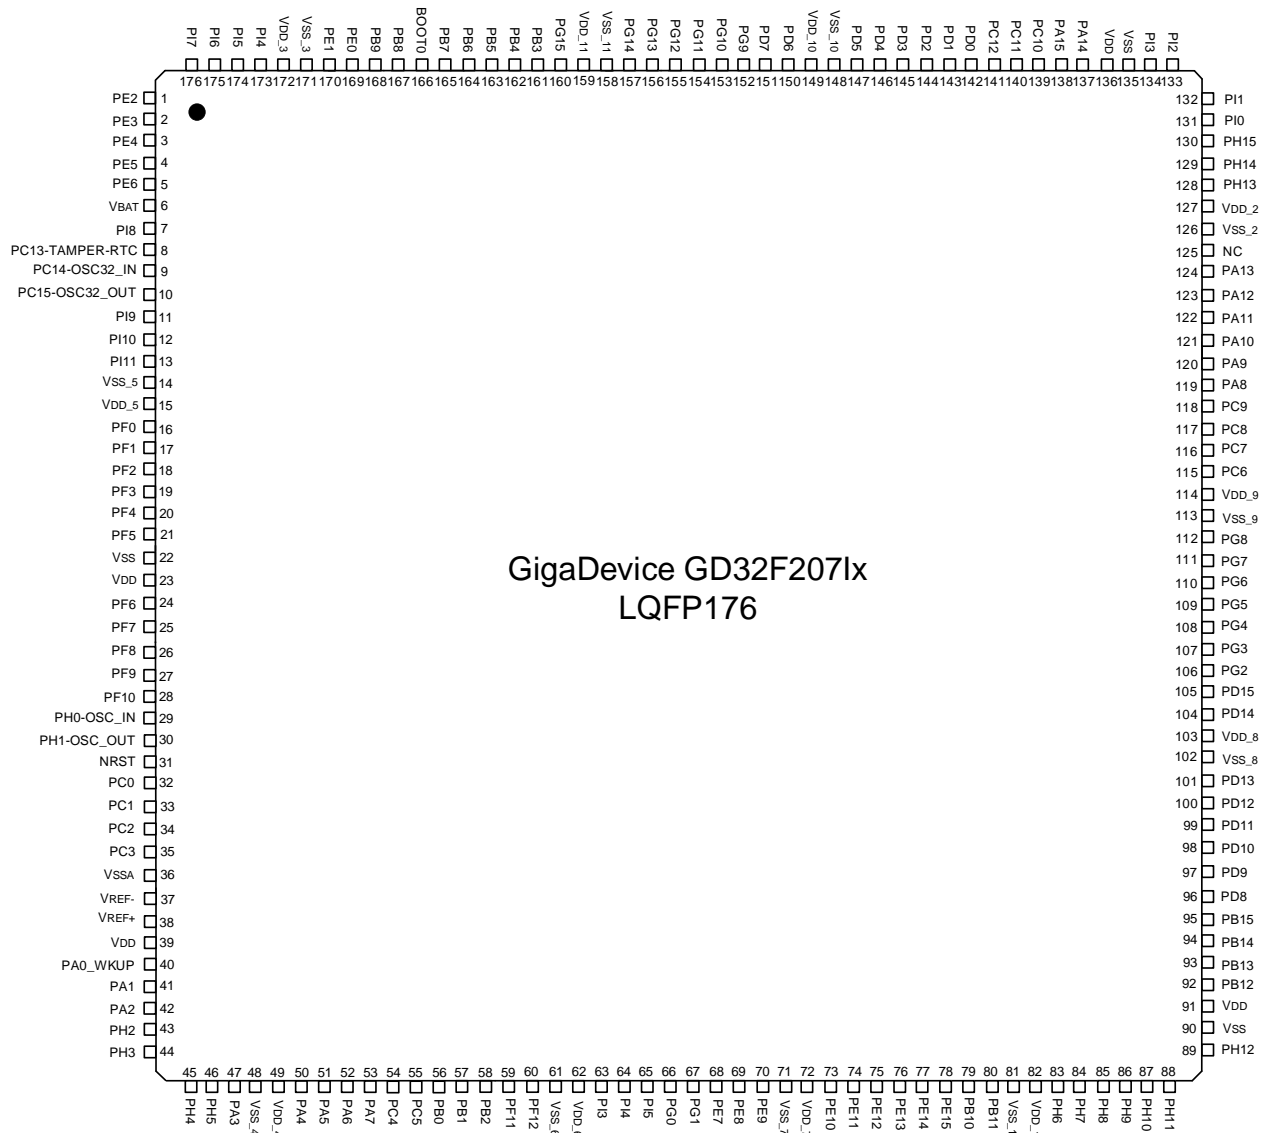 PI7 PI6 PI5 PI4 VDD_3 VSS_3 PE1 PE0 PB9 PB8 BOOT0 PB7 PB6 PB5 PB4 PB3 PG15 VDD_11 VSS_11 PG14 PG13 PG12 PG11 PG10 PG9 PD7 PD6 VDD_10 VSS_10 PD5 PD4 PD3 PD2 PD1 PD0 PC12 PC11 PC10 PA15 PA14 VDD VSS PI3 PI2
176 175 174 173 172 171 170 169 168 167 166 165 164 163 162 161 160 159 158 157 156 155 154 153 152 151 150 149 148 147 146 145 144 143 142 141 140 139 138 137 136 135 134 133
PE2 1
PE3 2
PE4 3
PE5 4
PE6 5
VBAT 6
PI8 7
PC13-TAMPER-RTC 8
PC14-OSC32_IN 9
PC15-OSC32_OUT 10
PI9 11
PI10 12
PI11 13
VSS_5 14
VDD_5 15
PF0 16
PF1 17
PF2 18
PF3 19
PF4 20
PF5 21
VSS 22
VDD 23
PF6 24
PF7 25
PF8 26
PF9 27
PF10 28
PH0-OSC_IN 29
PH1-OSC_OUT 30
NRST 31
PC0 32
PC1 33
PC2 34
PC3 35
VSSA 36
VREF- 37
VREF+ 38
VDD 39
PA0_WKUP 40
PA1 41
PA2 42
PH2 43
PH3 44
GigaDevice GD32F207Ix
LQFP176
132 PI1
131 PI0
130 PH15
129 PH14
128 PH13
127 VDD_2
126 VSS_2
125 NC
124 PA13
123 PA12
122 PA11
121 PA10
120 PA9
119 PA8
118 PC9
117 PC8
116 PC7
115 PC6
114 VDD_9
113 VSS_9
112 PG8
111 PG7
110 PG6
109 PG5
108 PG4
107 PG3
106 PG2
105 PD15
104 PD14
103 VDD_8
102 VSS_8
101 PD13
100 PD12
99 PD11
98 PD10
97 PD9
96 PD8
95 PB15
94 PB14
93 PB13
92 PB12
91 VDD
90 VSS
89 PH12
45 46 47 48 49 50 51 52 53 54 55 56 57 58 59 60 61 62 63 64 65 66 67 68 69 70 71 72 73 74 75 76 77 78 79 80 81 82 83 84 85 86 87 88
PH4 PH5 PA3 VSS_4 VDD_4 PA4 PA5 PA6 PA7 PC4 PC5 PB0 PB1 PB2 PF11 PF12 VSS_6 VDD_6 PI3 PI4 PI5 PG0 PG1 PE7 PE8 PE9 VSS_7 VDD_7 PE10 PE11 PE12 PE13 PE14 PE15 PB10 PB11 VSS_1 VDD_1 PH6 PH7 PH8 PH9 PH10 PH11